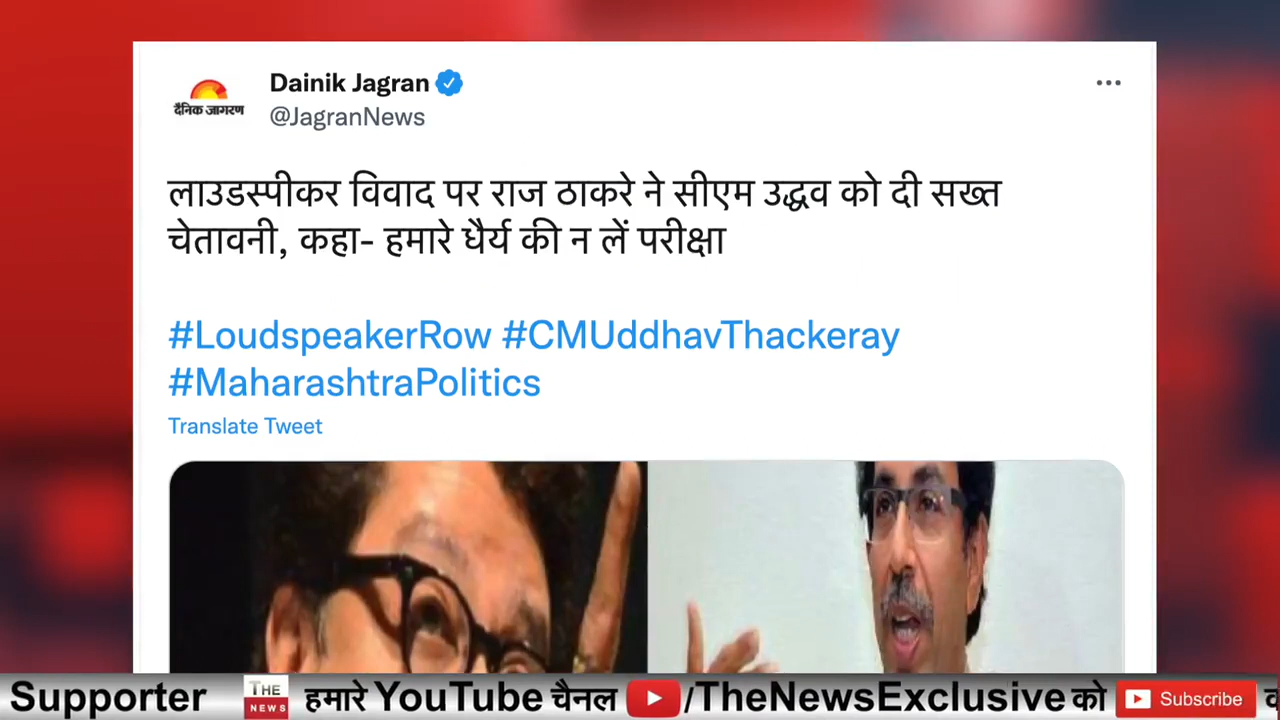 Dainik Jagran
दैनिक जागरण
@JagranNews
लाउडस्पीकर विवाद पर राज ठाकरे ने सीएम उद्धव को दी सख्त
चेतावनी, कहा- हमारे धैर्य की न लें परीक्षा
#LoudspeakerRow #CMUddhavThackeray
#MaharashtraPolitics
Translate Tweet
Supporter THE NEWS हमारे YouTube चैनल /TheNewsExclusive को Subscribe